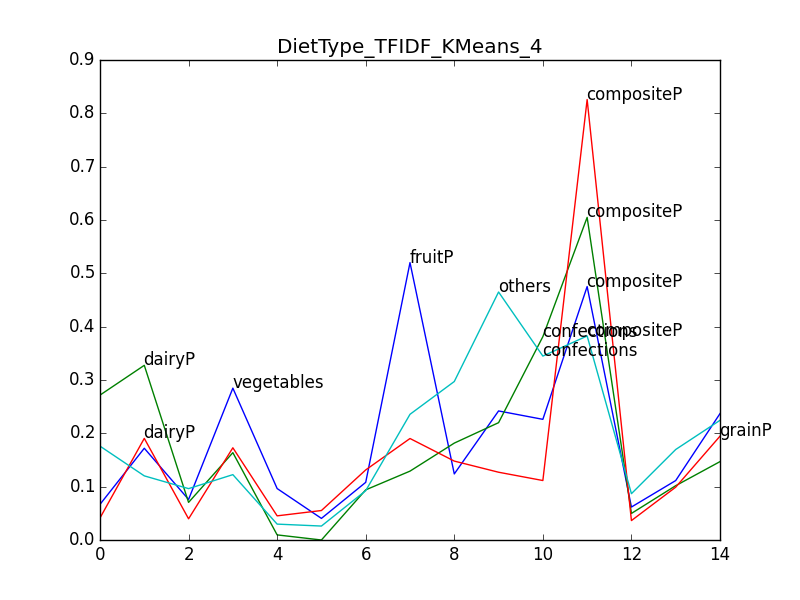 DietType_TFIDF_KMeans_4
0.9
0.8
0.7
0.6
0.5
0.4
0.3
0.2
0.1
0.0
compositeP
compositeP
fruitP
compositeP
others
confections
compositeP
confections
dairyP
vegetables
dairyP
grainP
0 2 4 6 8 10 12 14